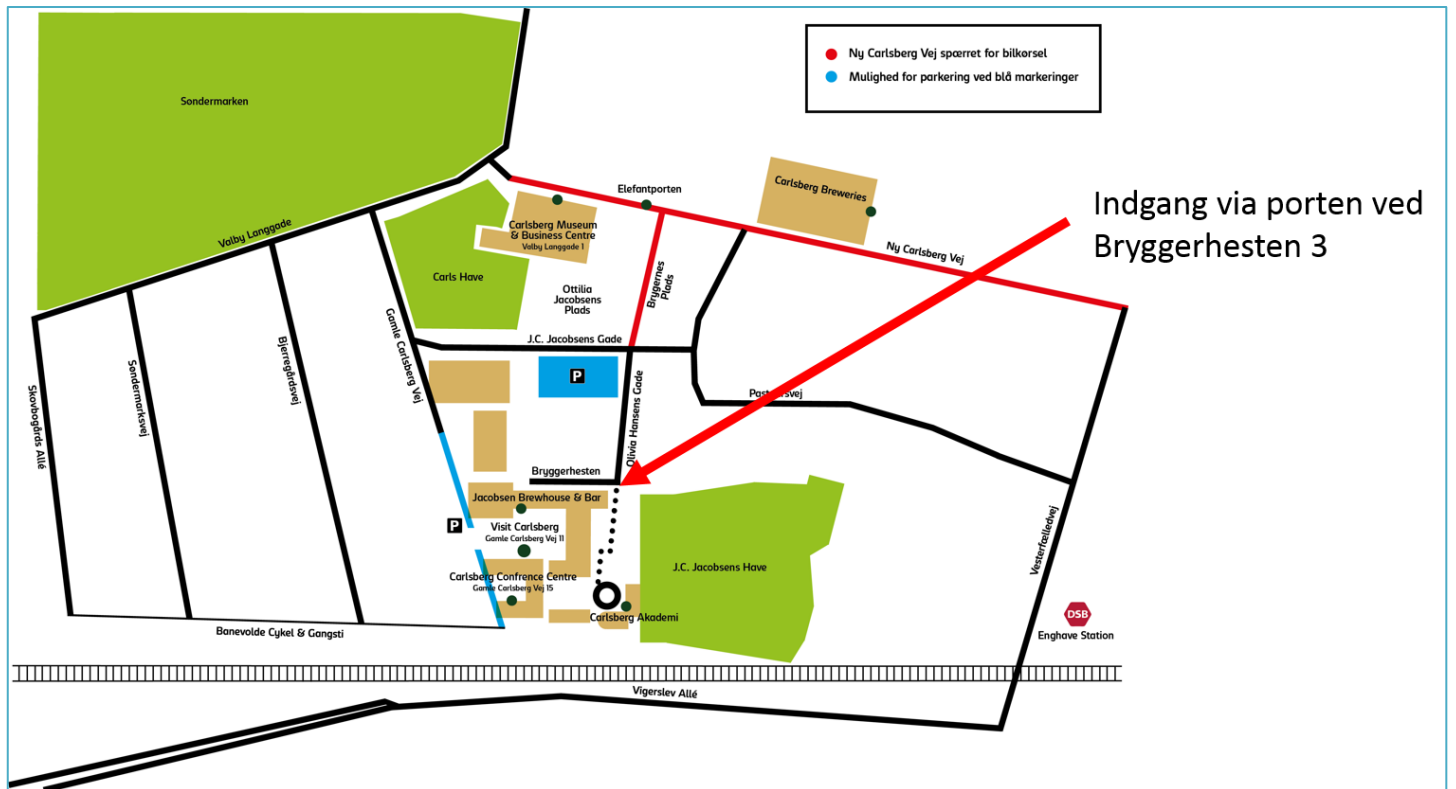 Søndermarken
Ny Carlsberg Vej spærret for bilkørsel
Mulighed for parkering ved blå markeringer
Elefantporten
Carlsberg Breweries
Indgang via porten ved
Bryggerhesten 3
Carlsberg Museum
& Business Centre
Valby Langgade 1
Valby Langgade
Ny Carlsberg Vej
Carls Have
Ottilia
Jacobsens
Plads
Brygernes
Plads
J.C. Jacobsens Gade
Gamle Carlsberg Vej
Bjerregårdsvej
Søndermarksvej
Skovbogårds Allé
P
Olivia Hansens Gade
Bryggerhesten
Jacobsen Brewhouse & Bar
P
Visit Carlsberg
Gamle Carlsberg Vej 11
Carlsberg Confrence Centre
Gamle Carlsberg Vej 15
J.C. Jacobsens Have
Vesterfælledvej
Carlsberg Akademi
DSB
Enghave Station
Banevolde Cykel & Gangsti
Vigerslev Allé